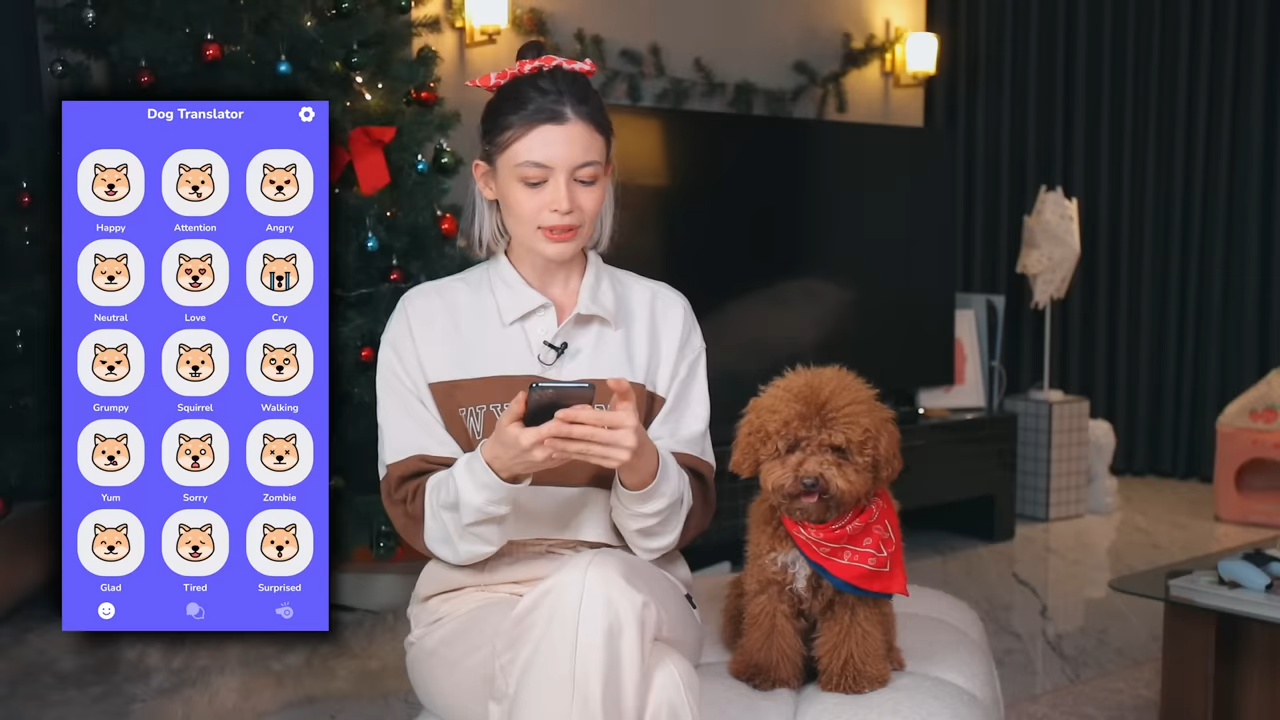 Dog Translator
Happy Attention Angry
Neutral Love Cry
Grumpy Squirrel Walking
Yum Sorry Zombie
Glad Tired Surprised